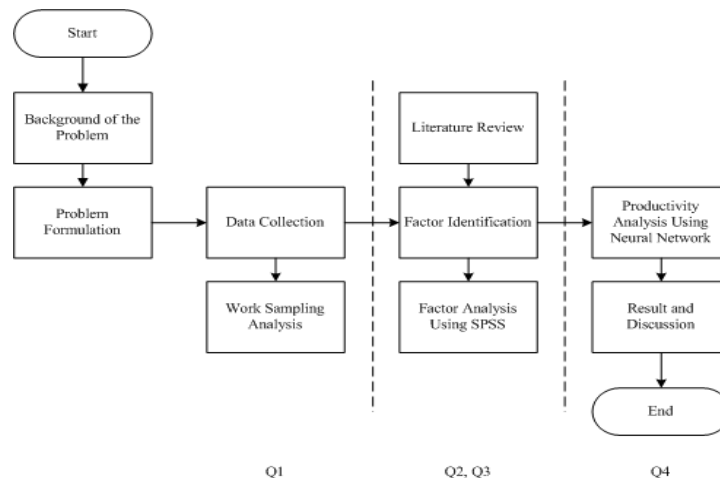 Start
Background of the
Problem
Problem
Formulation
Data Collection
Work Sampling
Analysis
Literature Review
Factor Identification
Factor Analysis
Using SPSS
Productivity
Analysis Using
Neural Network
Result and
Discussion
End
Q1
Q2, Q3
Q4